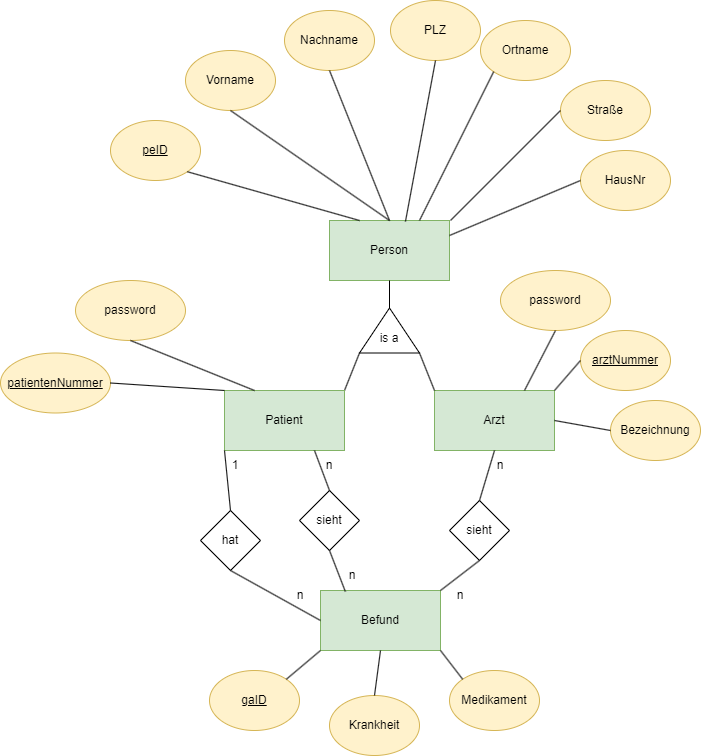 PLZ
Nachname
Ortname
Vorname
Straße
peID
HausNr
Person
password
password
is a
arztNummer
patientenNummer
Patient
Arzt
Bezeichnung
1
n
n
sieht
sieht
hat
n
n
n
Befund
gaID
Medikament
Krankheit